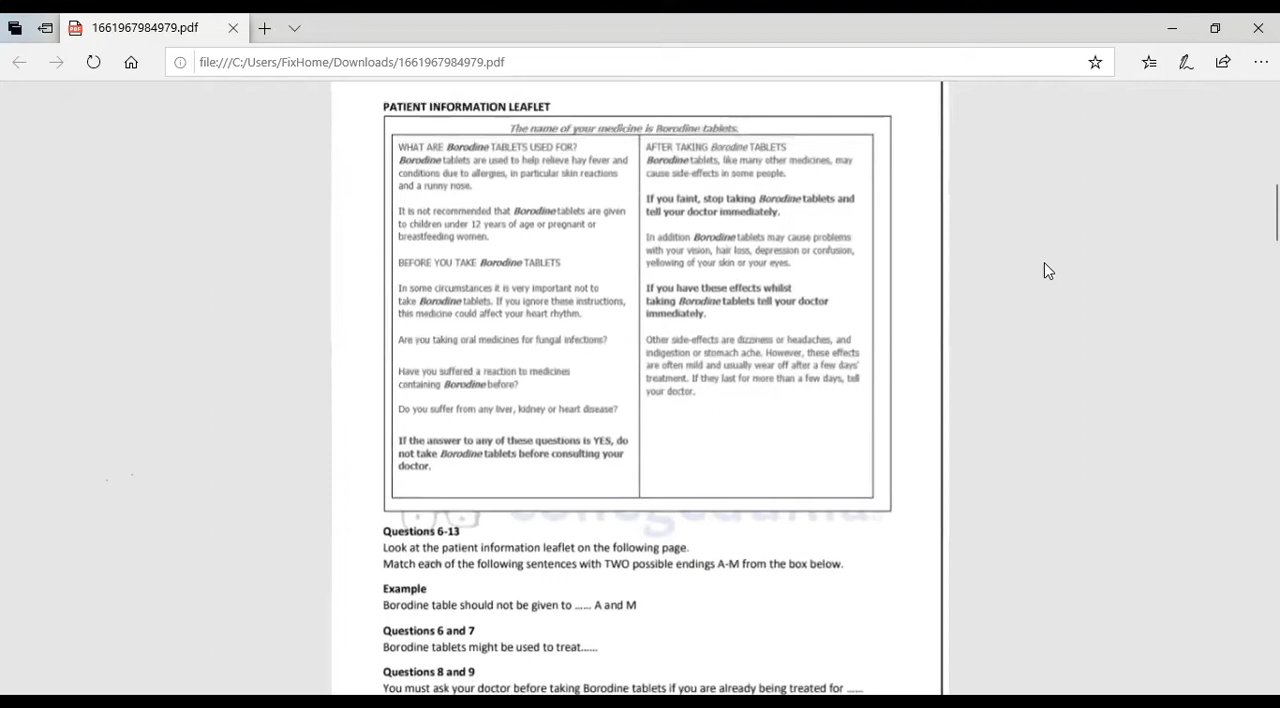 1661967984979.pdf
file:///C:/Users/FixHome/Downloads/1661967984979.pdf
PATIENT INFORMATION LEAFLET
The name of your medicine is Borodine tablets.
WHAT ARE Borodine TABLETS USED FOR?
Borodine tablets are used to help relieve hay fever and
conditions due to allergies, in particular skin reactions
and a runny nose.
It is not recommended that Borodine tablets are given
to children under 12 years of age or pregnant or
breastfeeding women.
BEFORE YOU TAKE Borodine TABLETS
In some circumstances it is very important not to
take Borodine tablets. If you ignore these instructions,
this medicine could affect your heart rhythm.
Are you taking oral medicines for fungal infections?
Have you suffered a reaction to medicines
containing Borodine before?
Do you suffer from any liver, kidney or heart disease?
If the answer to any of these questions is YES, do
not take Borodine tablets before consulting your
doctor.
AFTER TAKING Borodine TABLETS
Borodine tablets, like many other medicines, may
cause side-effects in some people.
If you faint, stop taking Borodine tablets and
tell your doctor immediately.
In addition Borodine tablets may cause problems
with your vision, hair loss, depression or confusion,
yellowing of your skin or your eyes.
If you have these effects whilst
taking Borodine tablets tell your doctor
immediately.
Other side-effects are dizziness or headaches, and
indigestion or stomach ache. However, these effects
are often mild and usually wear off after a few days'
treatment. If they last for more than a few days, tell
your doctor.
Questions 6-13
Look at the patient information leaflet on the following page.
Match each of the following sentences with TWO possible endings A-M from the box below.
Example
Borodine table should not be given to ..... A and M
Questions 6 and 7
Borodine tablets might be used to treat......
Questions 8 and 9
You must ask your doctor before taking Borodine tablets if you are already being treated for .....